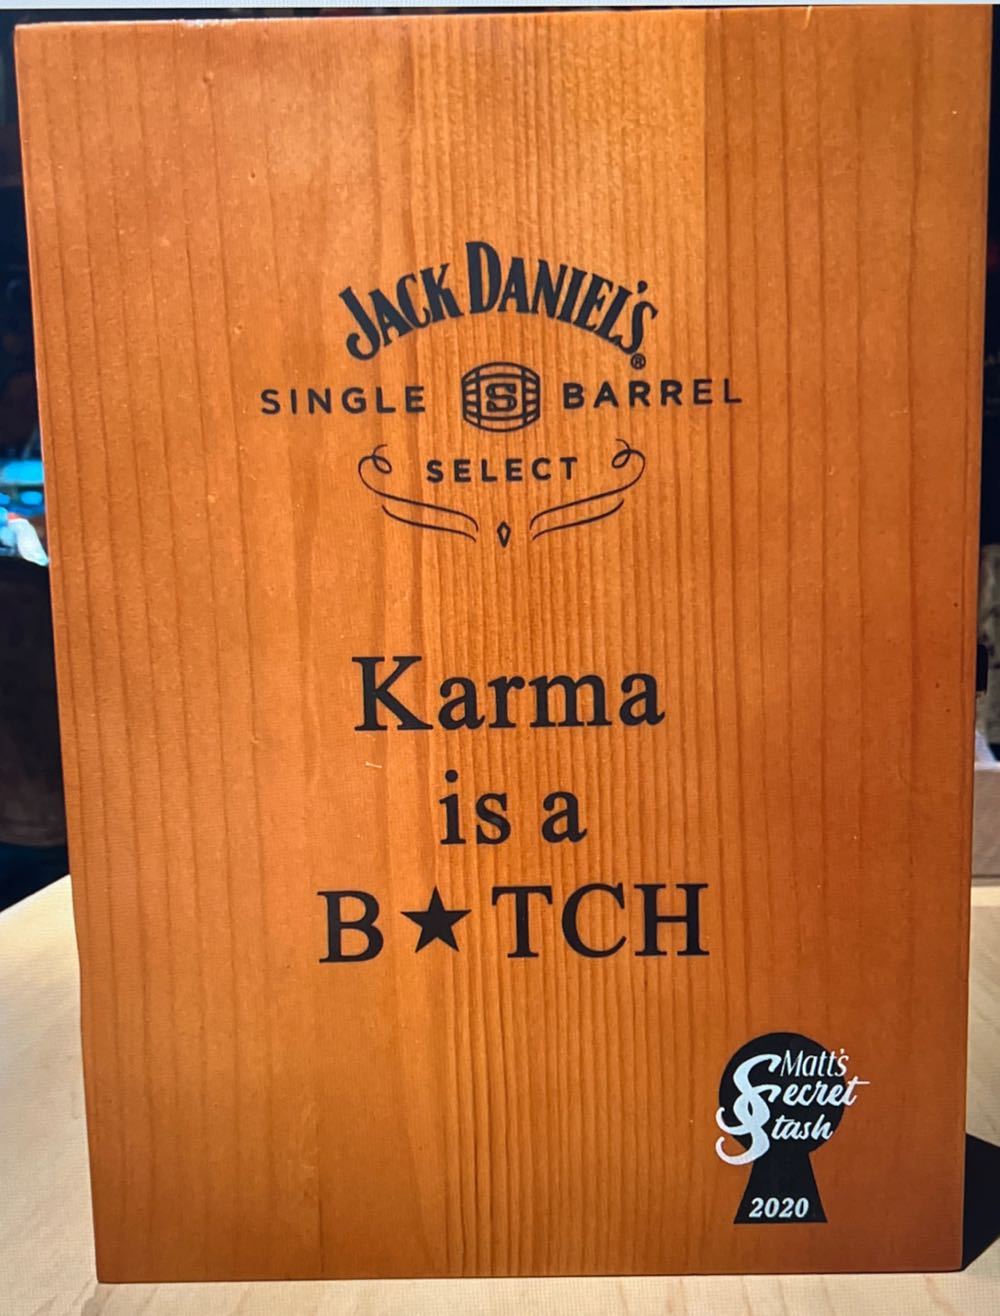 JACK DANIEL'S®
SINGLE S BARREL
SELECT
Karma
is a
B★TCH
Matt's
Secret
Stash
2020